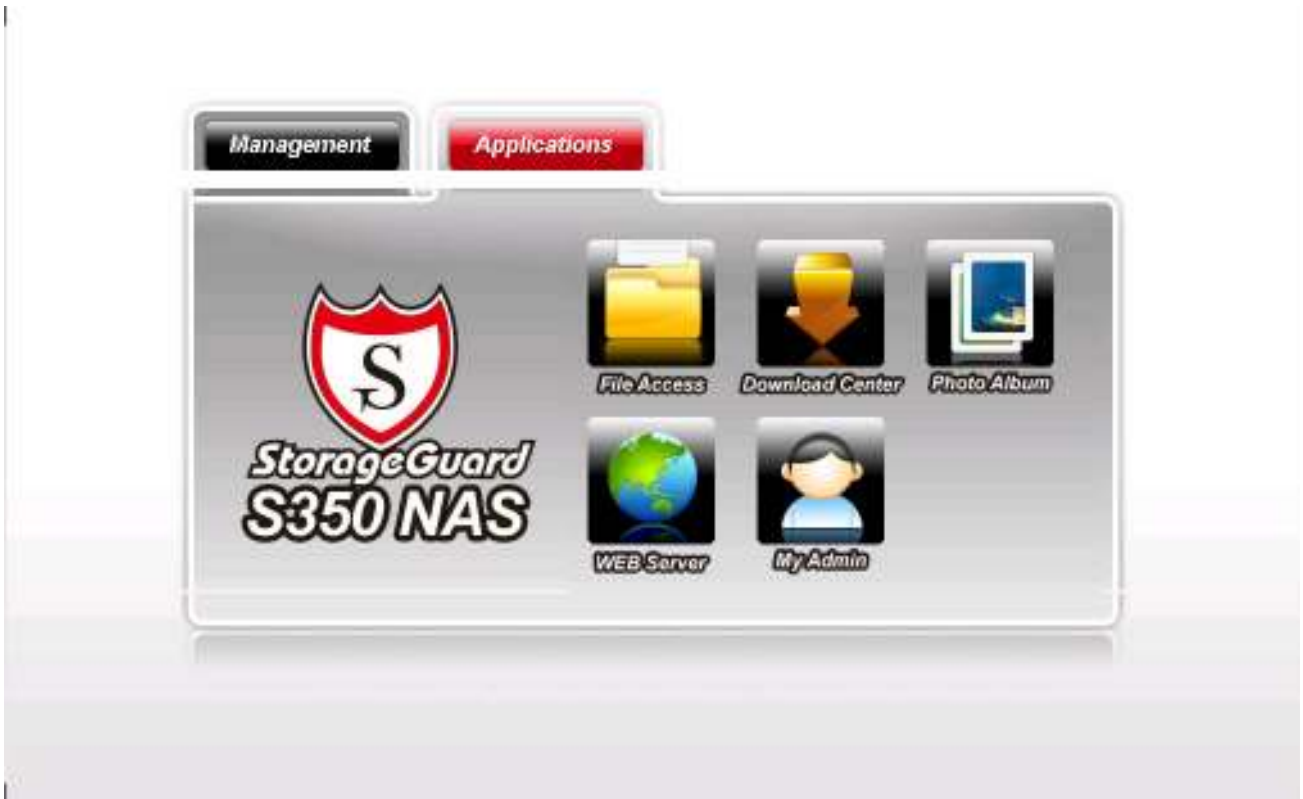 Management
Applications
S
StorageGuard
S350 NAS
File Access
Download Center
Photo Album
WEB Server
My Admin